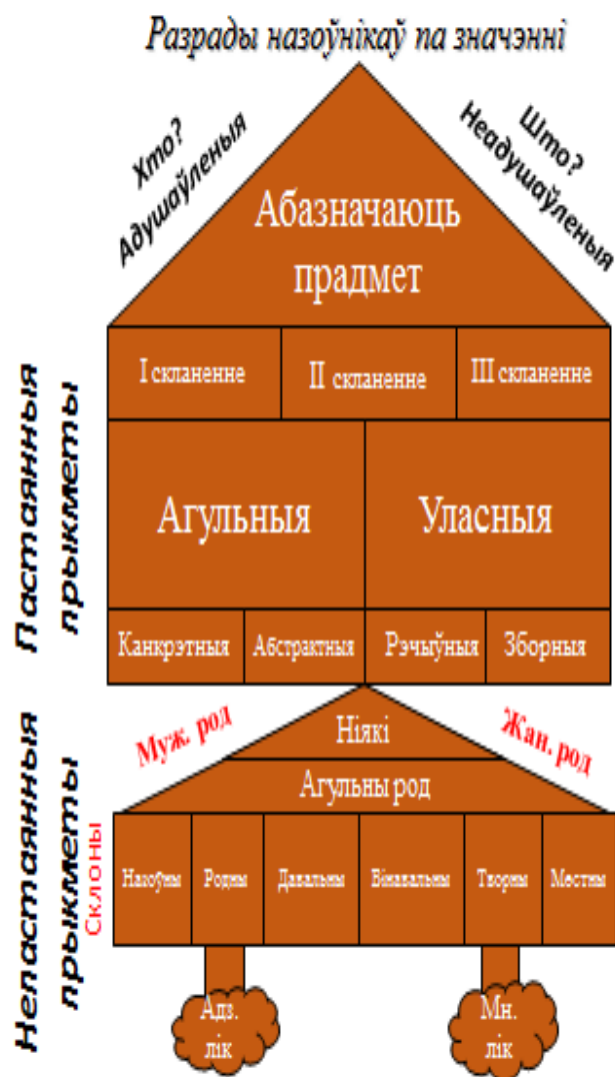 Разрады назоўнікаў па значэнні
Хто?
Адушаўленыя
Што?
Неадушаўленыя
Абазначаюць
прадмет
Пастаянныя
прыкметы
I скланенне
II скланенне
III скланенне
Агульныя
Уласныя
Канкрэтныя
Абстрактныя
Рэчыўныя
Зборныя
Непастаянныя
прыкметы
Муж. род
Жан. род
Ніякі
Агульны род
Склоны
Назоўны
Родны
Давальны
Вінавальны
Творны
Месны
Адз.
лік
Мн.
лік